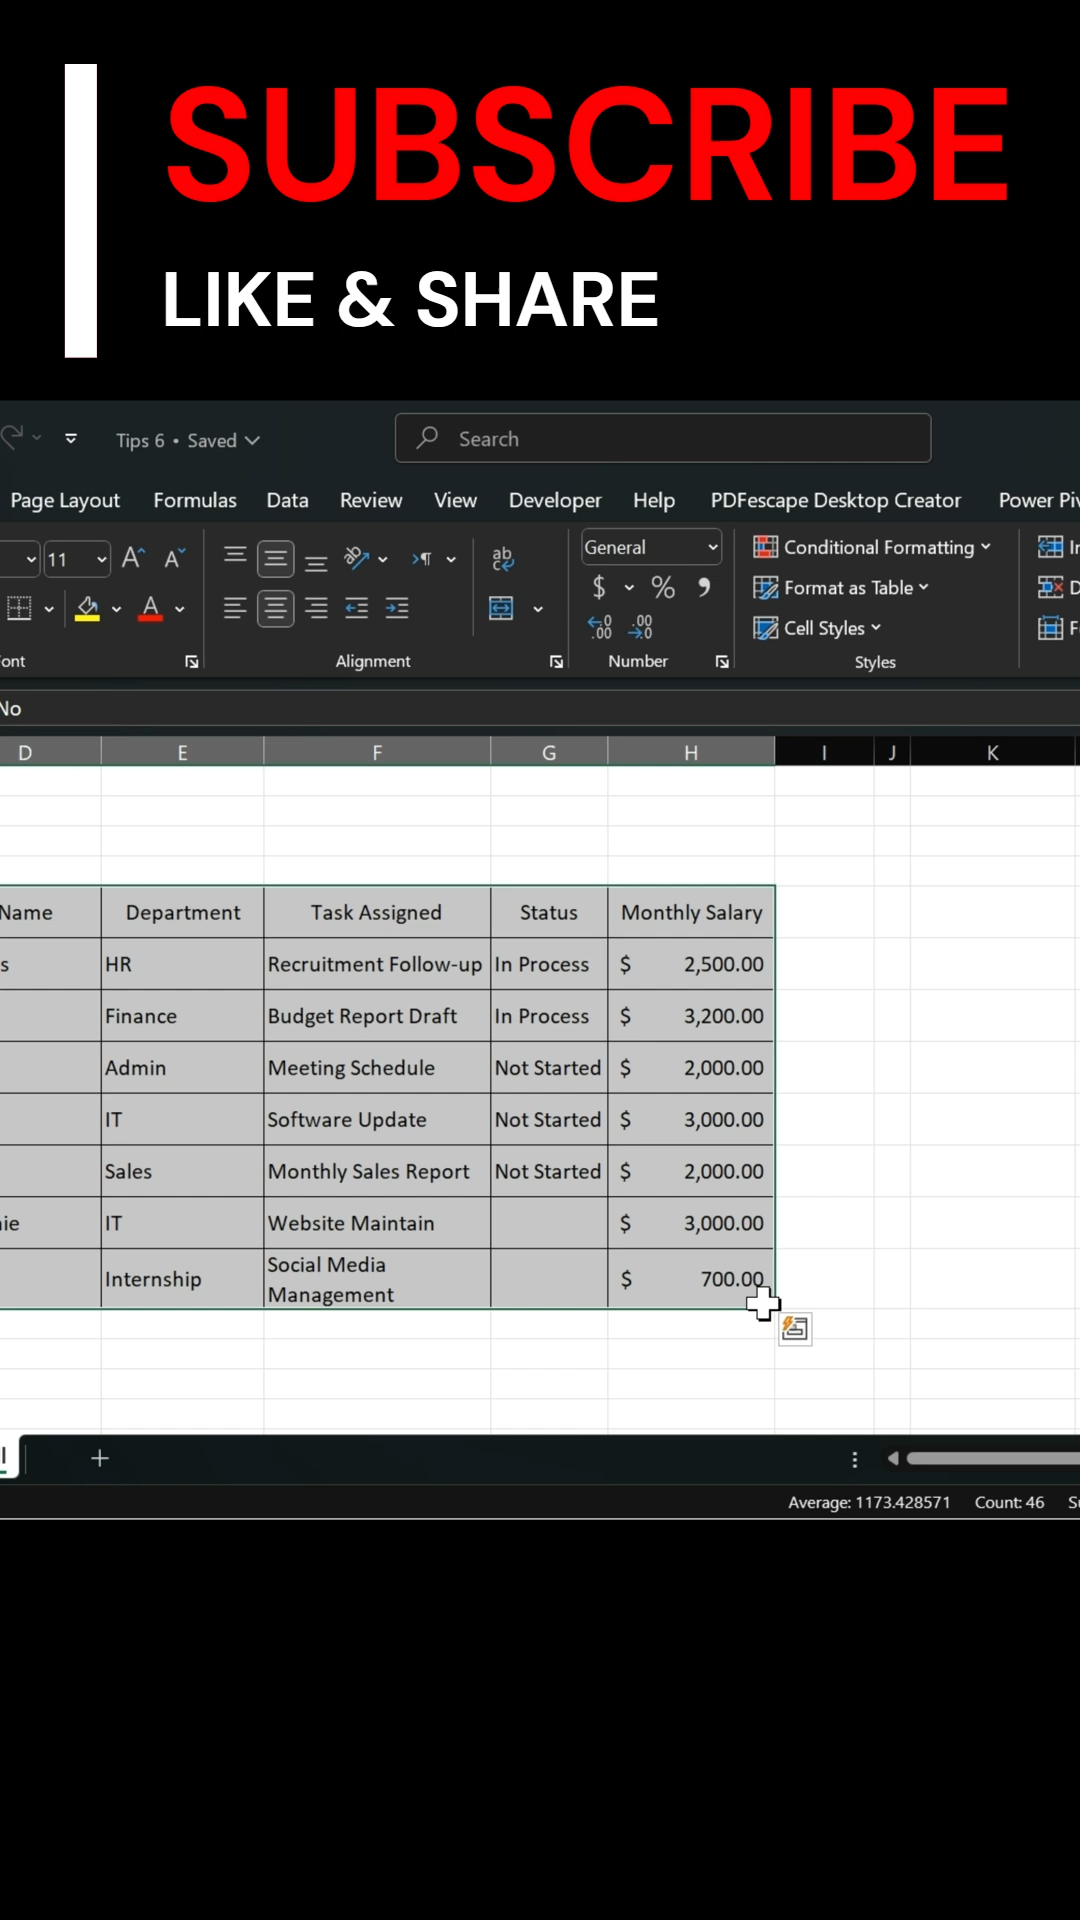 SUBSCRIBE
LIKE & SHARE
Tips 6 • Saved
Search
Page Layout Formulas Data Review View Developer Help PDFescape Desktop Creator Power Piv
11 General Conditional Formatting
$ % Format as Table
Cell Styles
ont Alignment Number Styles
No
D E F G H I J K
Name Department Task Assigned Status Monthly Salary
s HR Recruitment Follow-up In Process $ 2,500.00
Finance Budget Report Draft In Process $ 3,200.00
Admin Meeting Schedule Not Started $ 2,000.00
IT Software Update Not Started $ 3,000.00
Sales Monthly Sales Report Not Started $ 2,000.00
ie IT Website Maintain $ 3,000.00
Internship Social Media Management $ 700.00
Average: 1173.428571 Count: 46